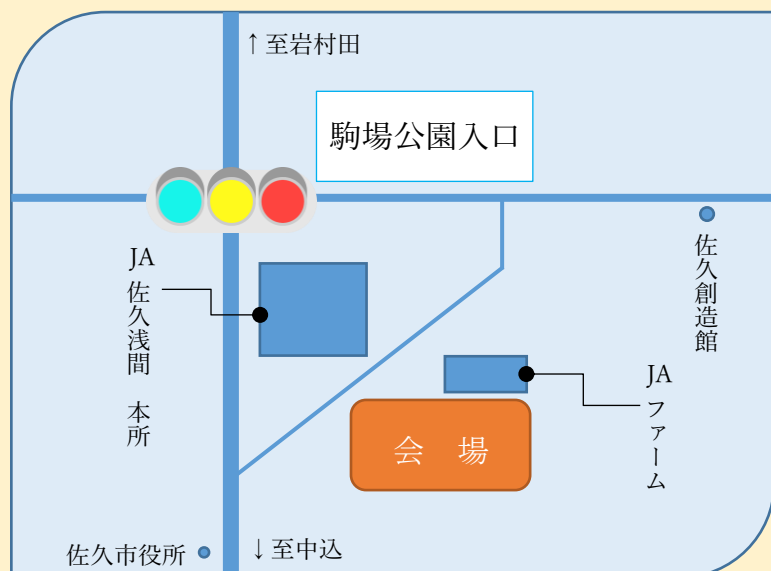 ↑至岩村田
駒場公園入口
JA
佐久浅間　本所
佐久創造館
JA
ファーム
会　場
佐久市役所
↓至中込